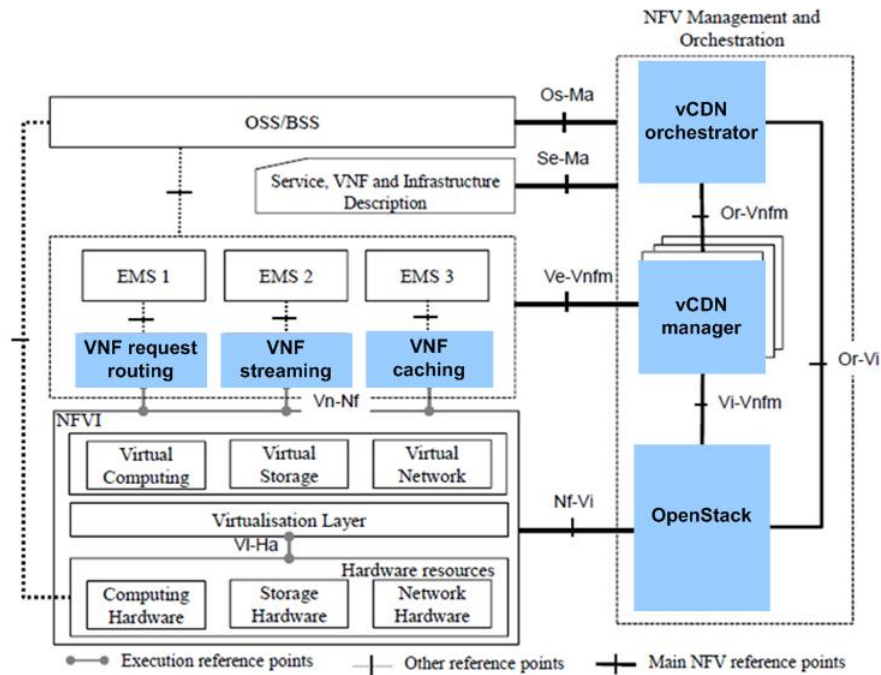 NFV Management and
Orchestration
Os-Ma
vCDN
orchestrator
OSS/BSS
Se-Ma
Service, VNF and Infrastructure
Description
Or-Vnfm
EMS 1
EMS 2
EMS 3
Ve-Vnfm
vCDN
manager
VNF request
routing
VNF
streaming
VNF
caching
Or-Vi
Vn-Nf
Vi-Vnfm
NFVI
Virtual
Computing
Virtual
Storage
Virtual
Network
Nf-Vi
OpenStack
Virtualisation Layer
Vl-Ha
Hardware resources
Computing
Hardware
Storage
Hardware
Network
Hardware
Execution reference points
Other reference points
Main NFV reference points